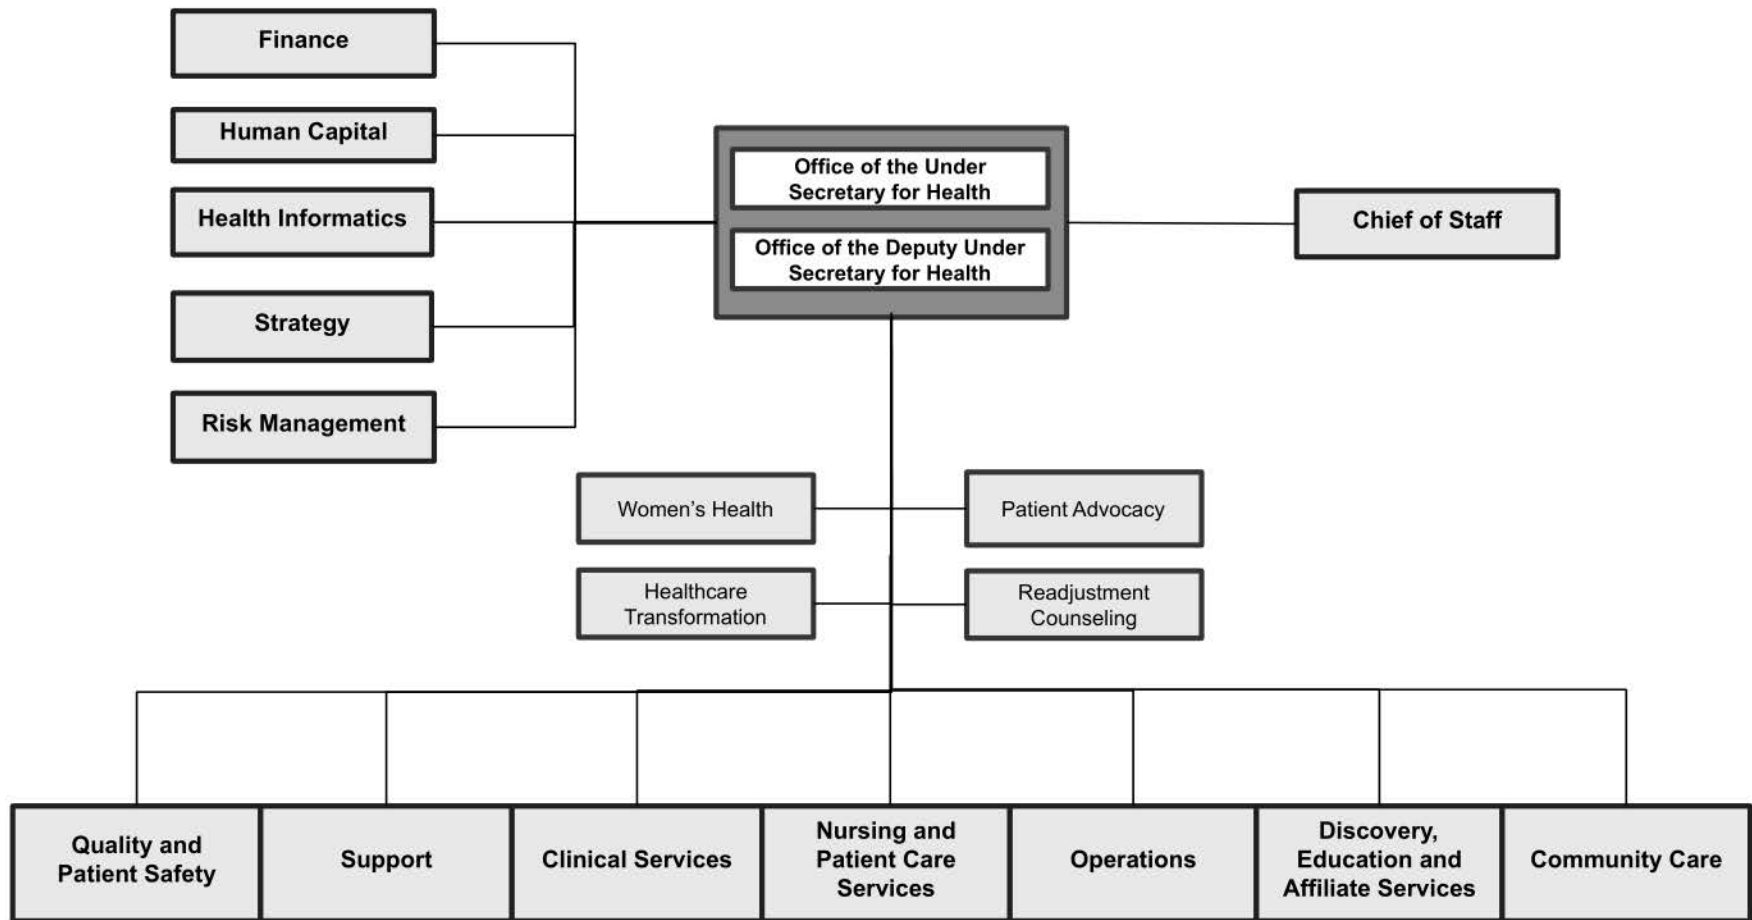 Finance
Human Capital
Health Informatics
Strategy
Risk Management
Office of the Under
Secretary for Health
Office of the Deputy Under
Secretary for Health
Chief of Staff
Women’s Health
Patient Advocacy
Healthcare
Transformation
Readjustment
Counseling
Quality and
Patient Safety
Support
Clinical Services
Nursing and
Patient Care
Services
Operations
Discovery,
Education and
Affiliate Services
Community Care